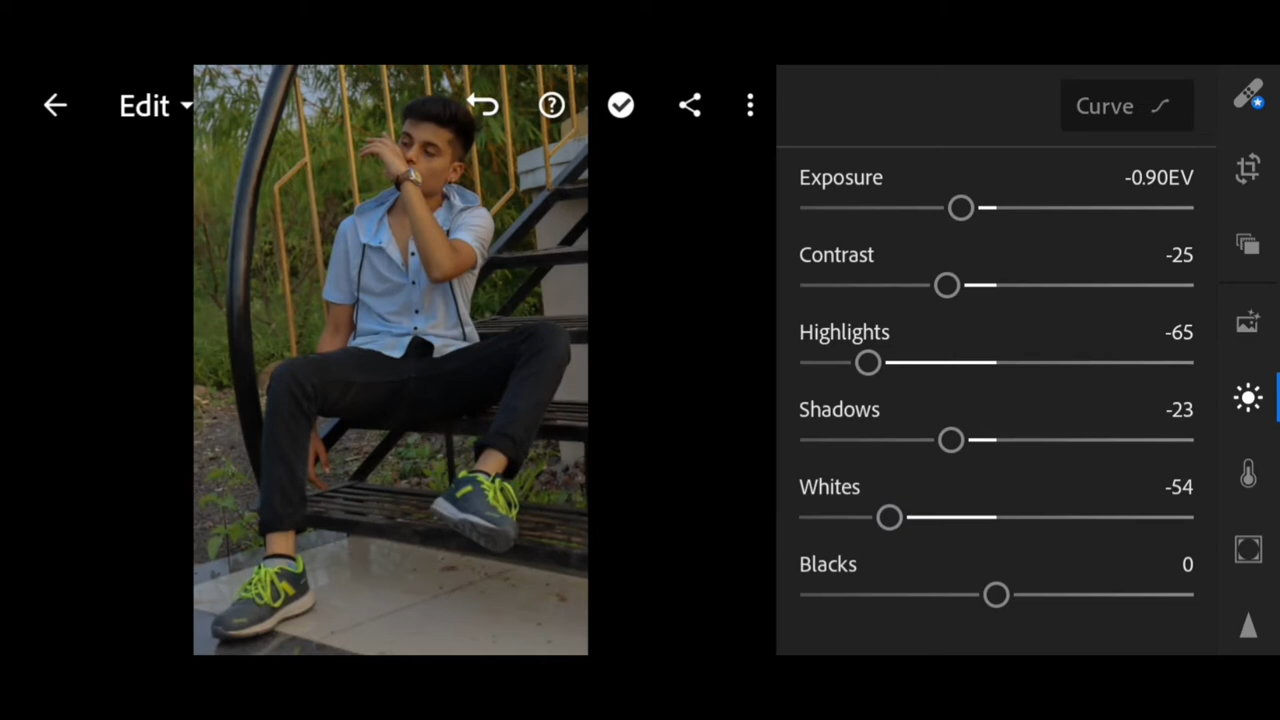 Edit
Curve
Exposure -0.90EV
Contrast -25
Highlights -65
Shadows -23
Whites -54
Blacks 0